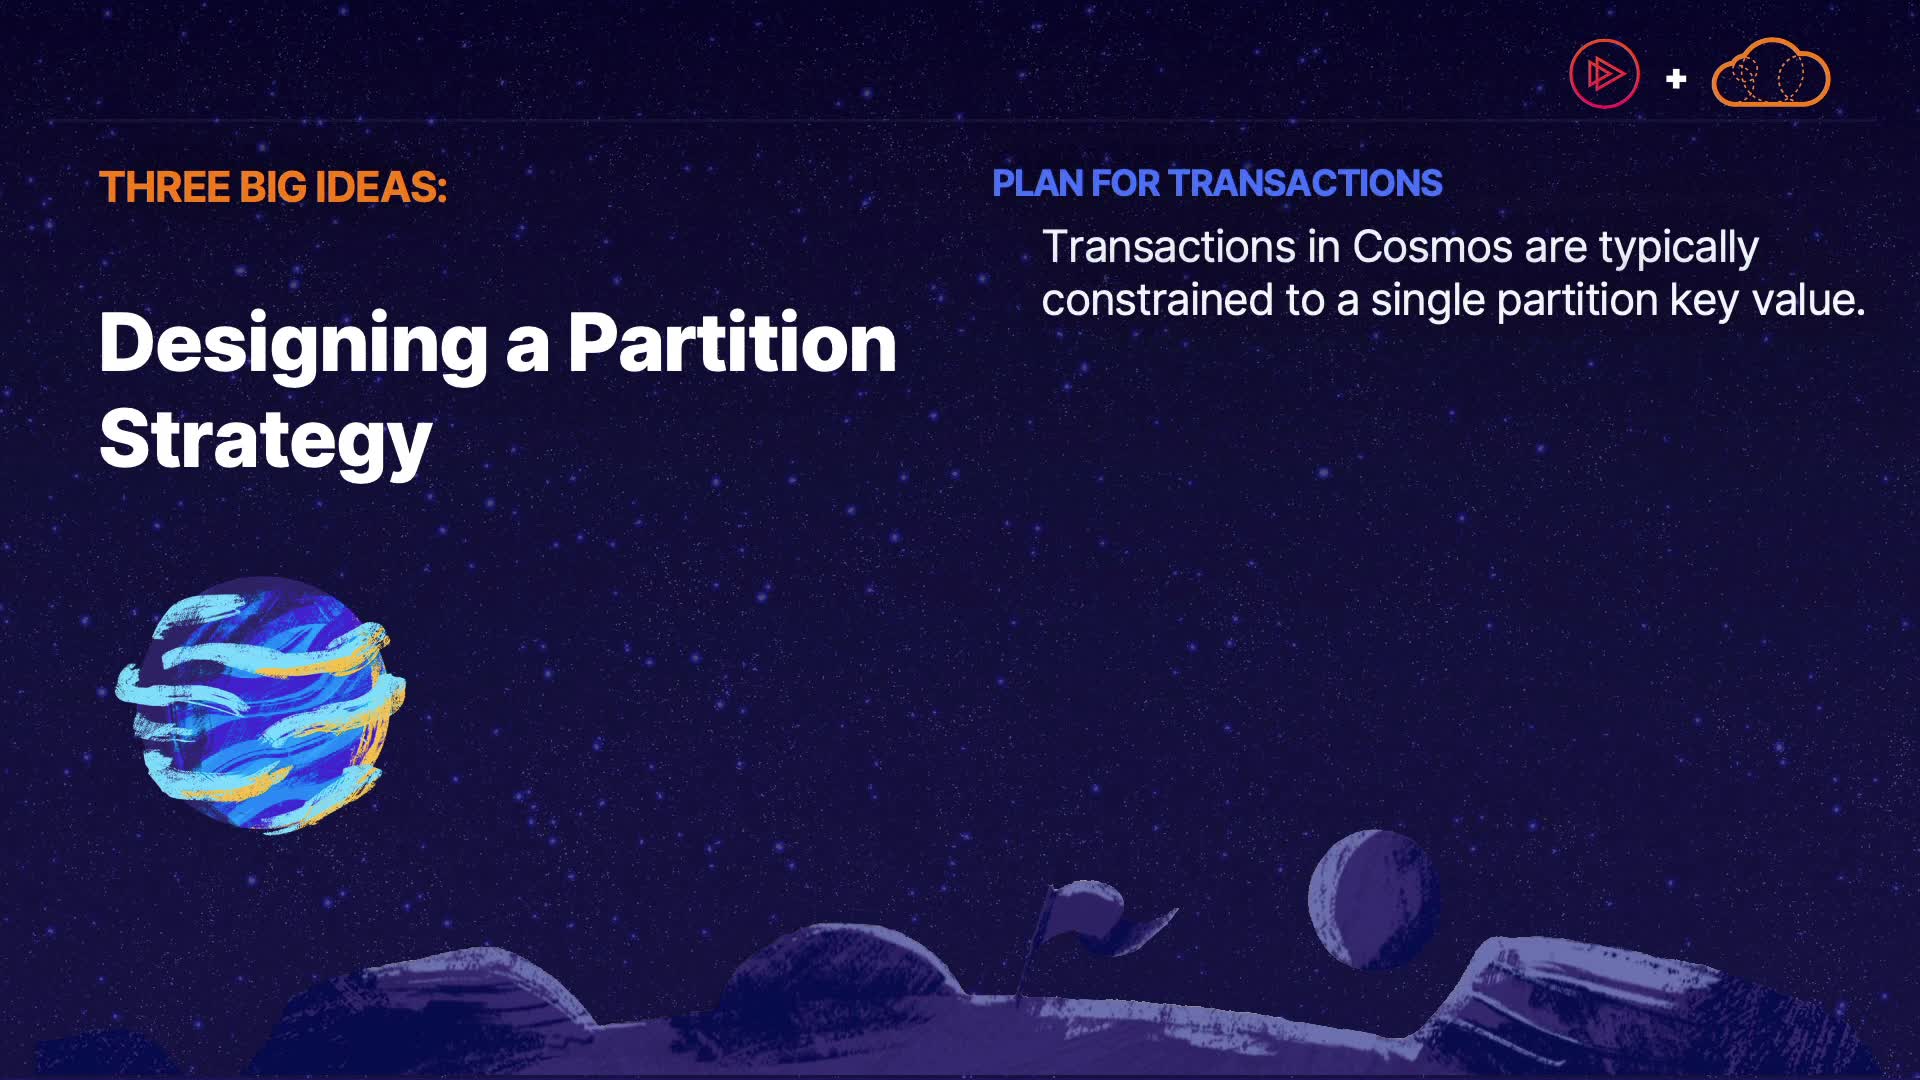 THREE BIG IDEAS:
Designing a Partition
Strategy
PLAN FOR TRANSACTIONS
Transactions in Cosmos are typically
constrained to a single partition key value.